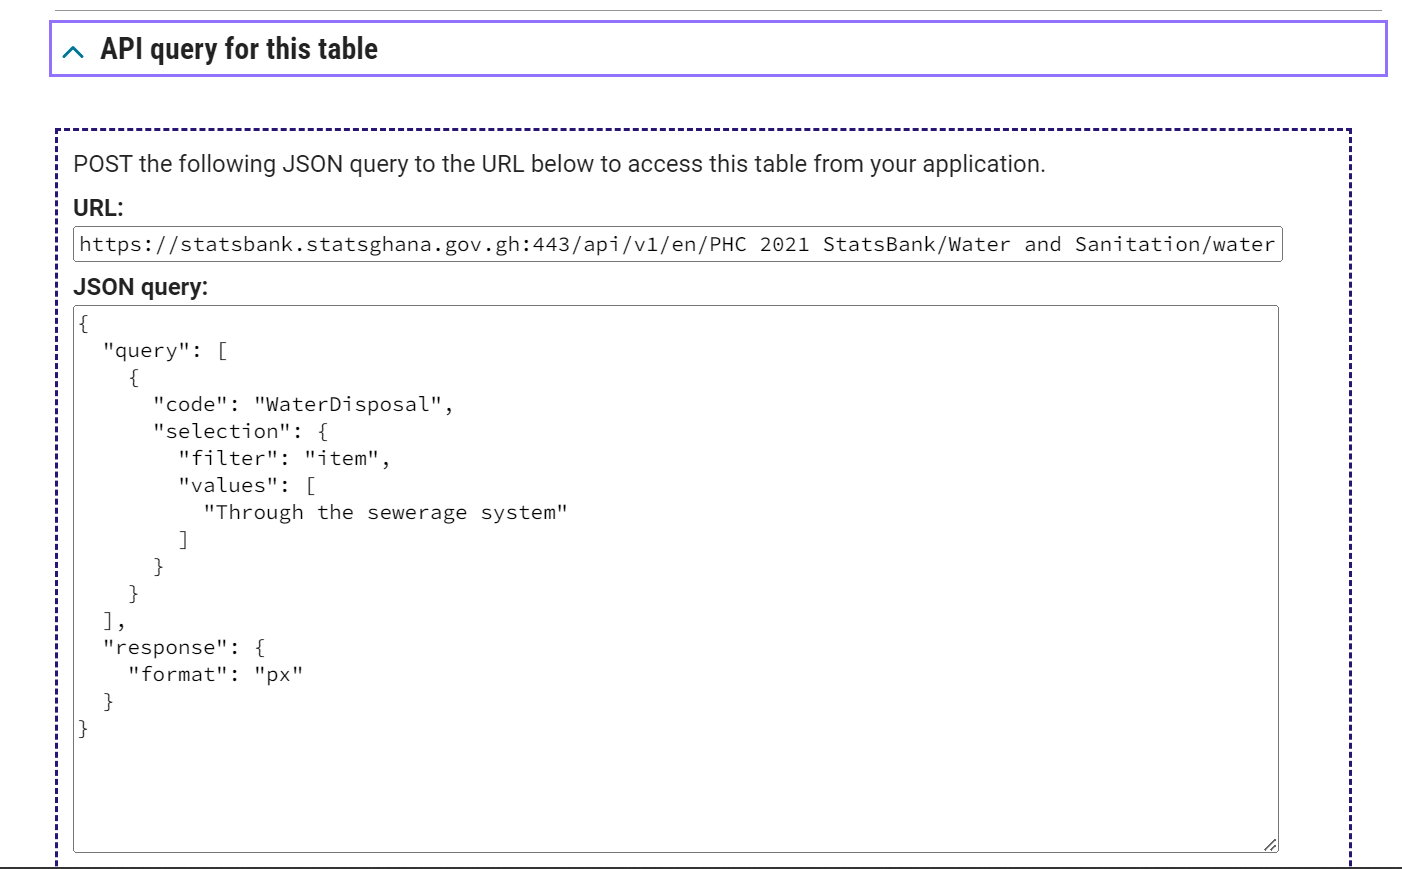 API query for this table
POST the following JSON query to the URL below to access this table from your application.
URL:
https://statsbank.statsghana.gov.gh:443/api/v1/en/PHC 2021 StatsBank/Water and Sanitation/water
JSON query:
{
  "query": [
    {
      "code": "WaterDisposal",
      "selection": {
        "filter": "item",
        "values": [
          "Through the sewerage system"
        ]
      }
    }
  ],
  "response": {
    "format": "px"
  }
}